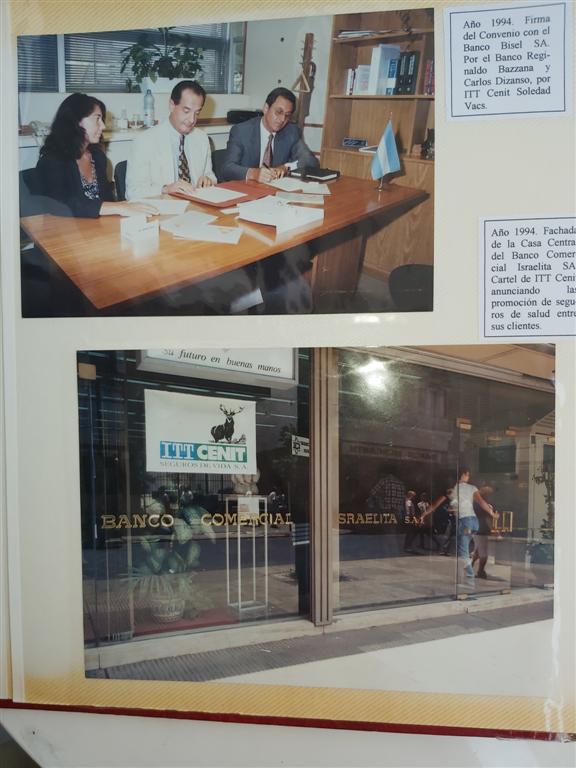 Año 1994. Firma
del Convenio con el
Banco Bisel SA.
Por el Banco Regi-
naldo Bazzana y
Carlos Dizanso, por
ITT Cenit Soledad
Vacs.
Año 1994. Fachada
de la Casa Central
del Banco Comer-
cial Israelita SA.
Cartel de ITT Cenit
anunciando las
promoción de segu-
ros de salud entre
sus clientes.
Su futuro en buenas manos
ITT CENIT
SEGUROS DE VIDA S.A.
BANCO COMERCIAL ISRAELITA S.A.